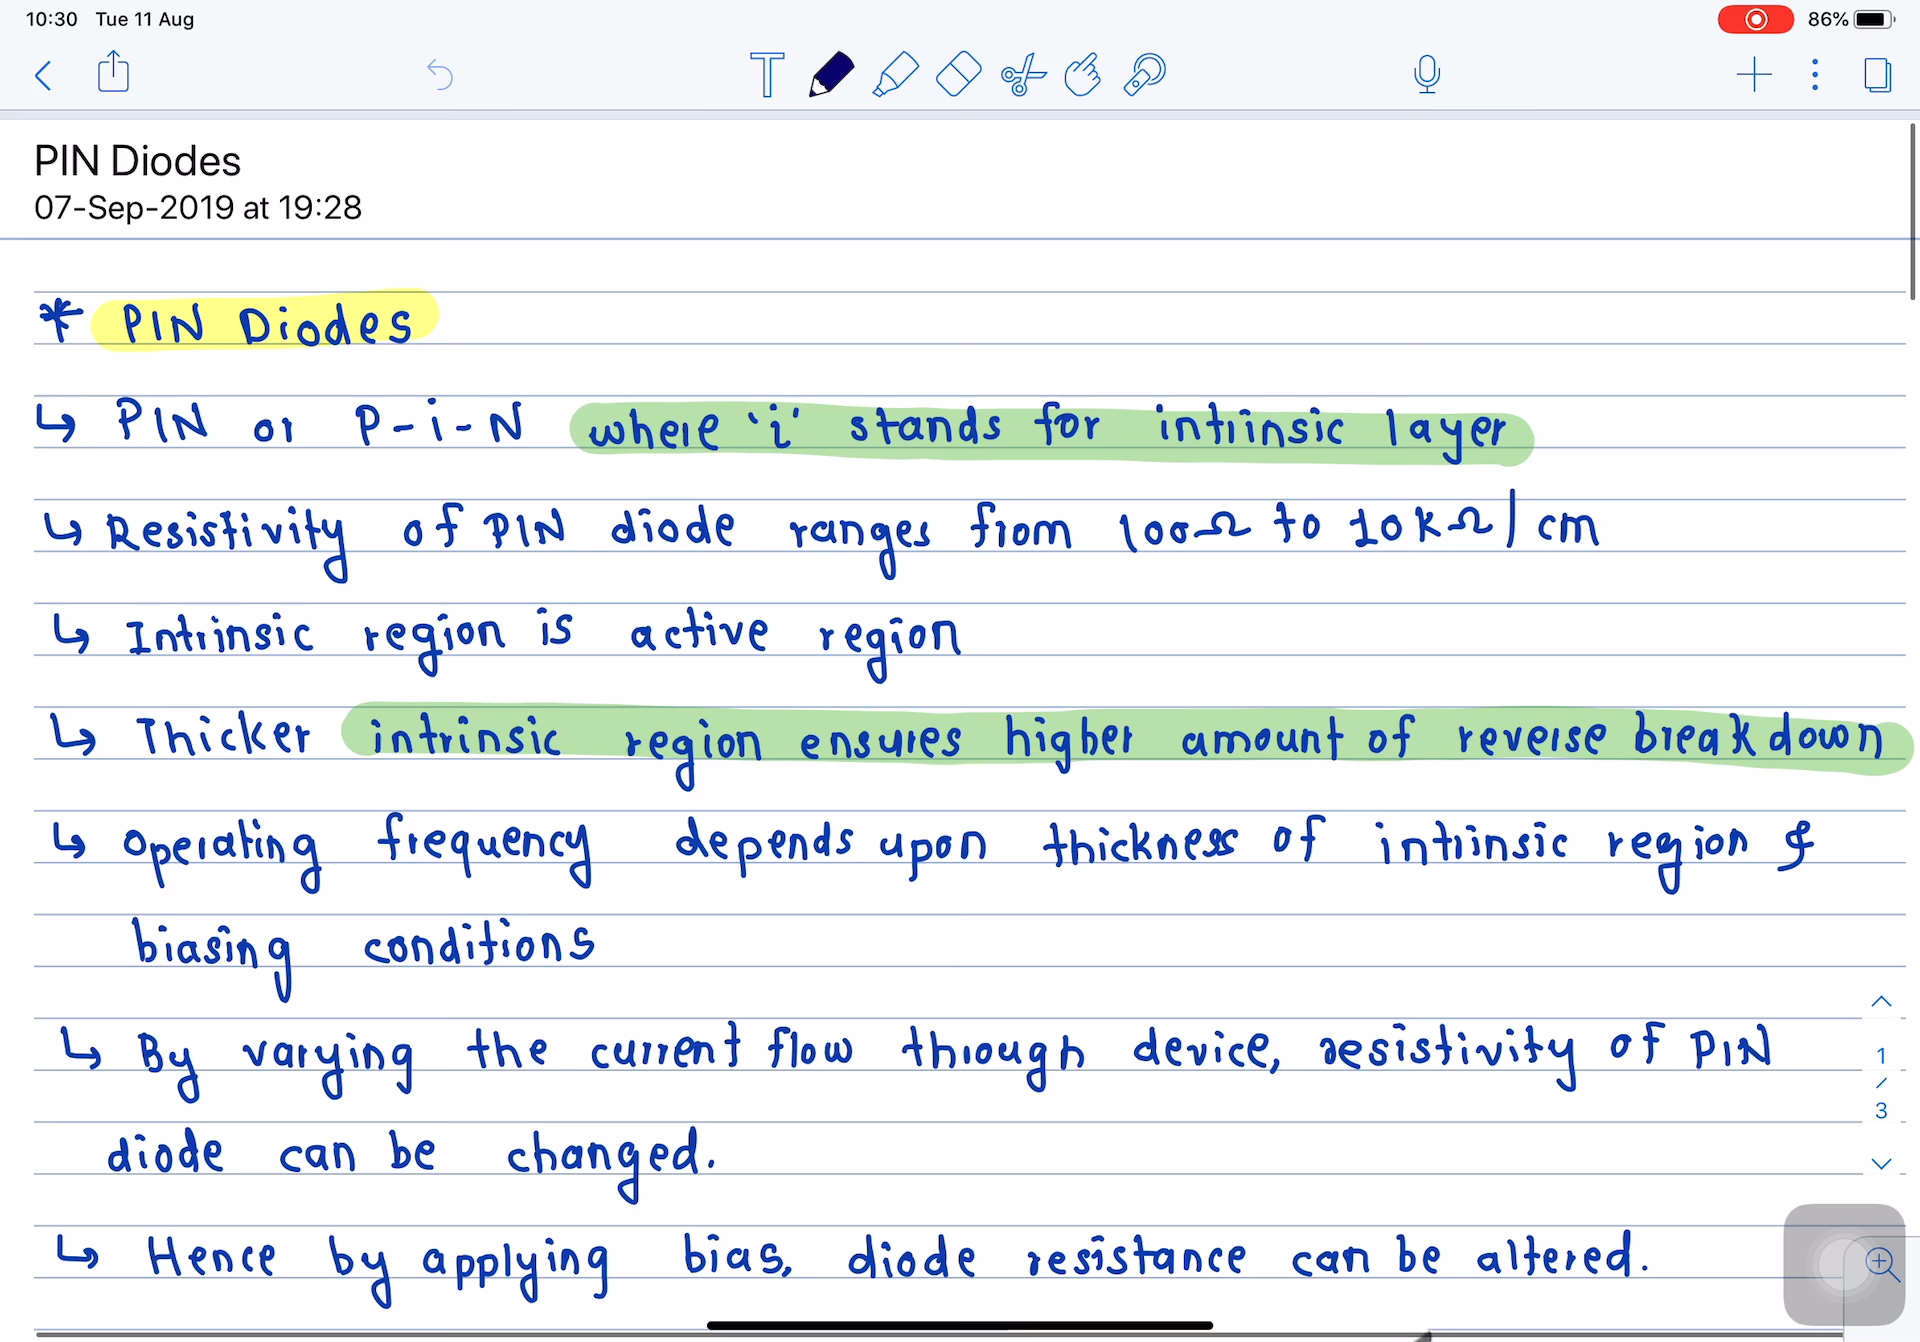 10:30 Tue 11 Aug
86%
PIN Diodes
07-Sep-2019 at 19:28
* PIN Diodes
↳ PIN or P-i-N where 'i' stands for intrinsic layer
↳ Resistivity of PIN diode ranges from 100Ω to 10kΩ/cm
↳ Intrinsic region is active region
↳ Thicker intrinsic region ensures higher amount of reverse breakdown
↳ Operating frequency depends upon thickness of intrinsic region &
biasing conditions
↳ By varying the current flow through device, resistivity of PIN
diode can be changed.
↳ Hence by applying bias, diode resistance can be altered.
1
/
3